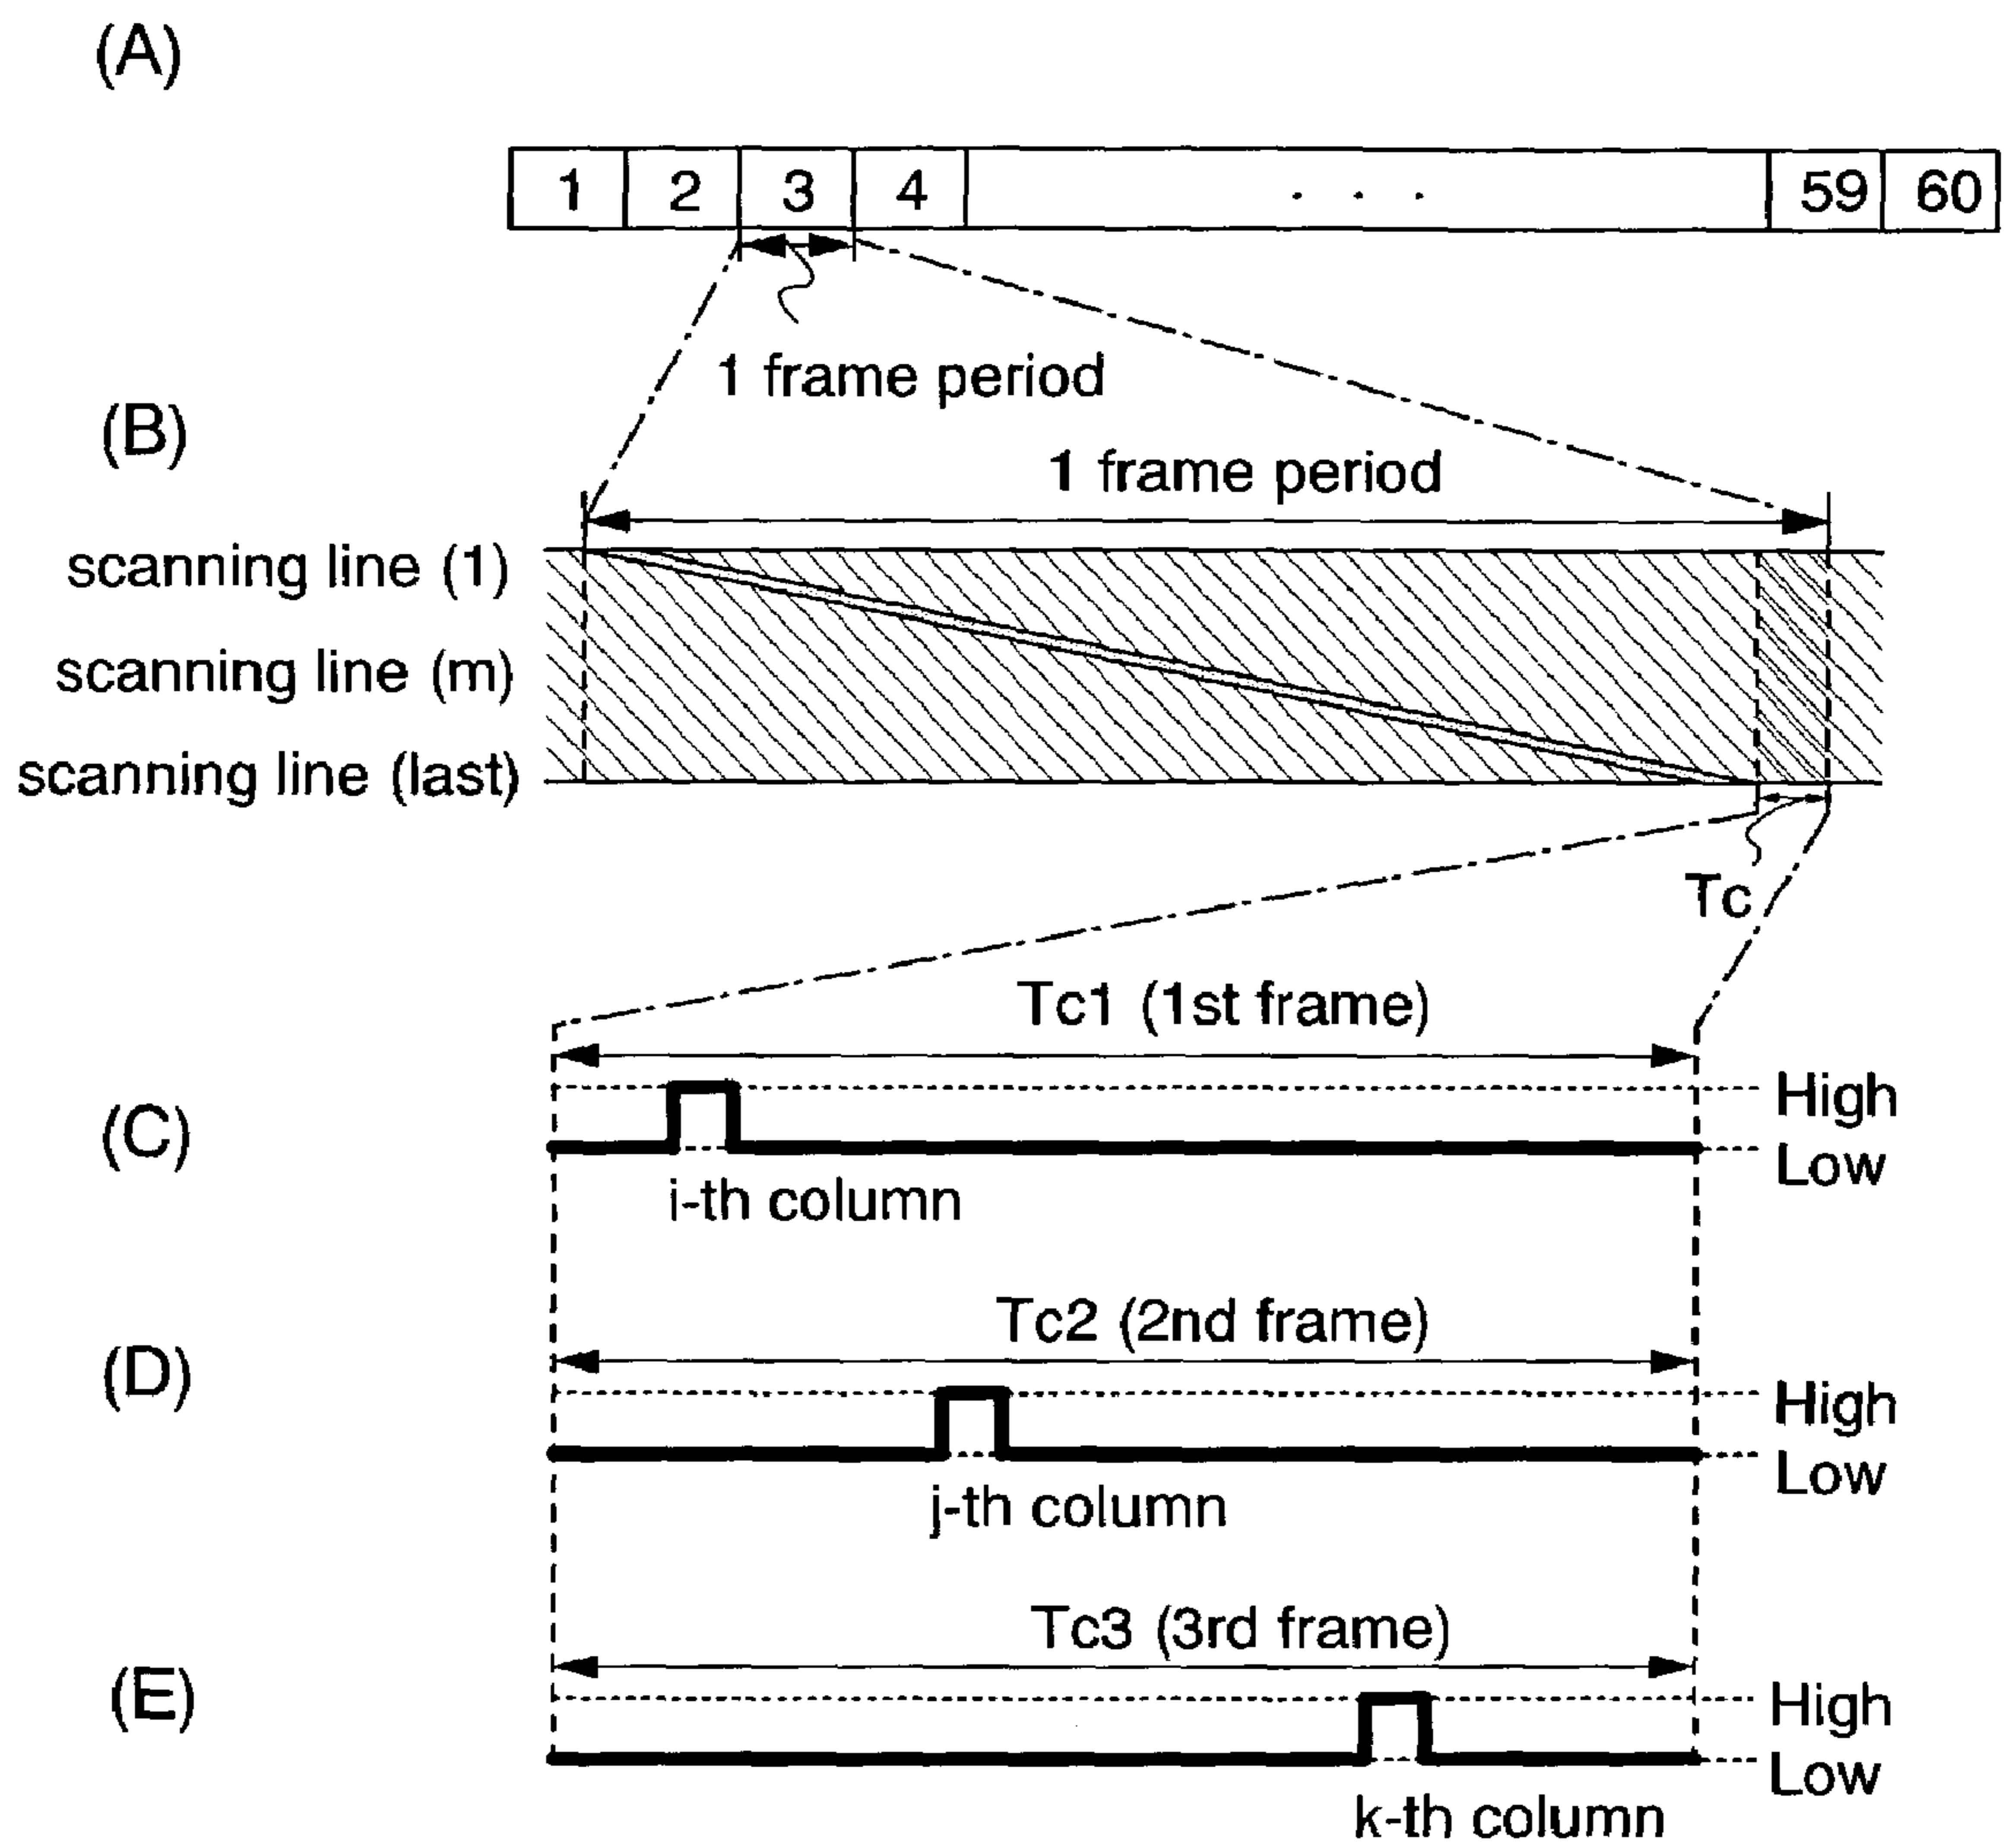 (A)
1 2 3 4 . . . 59 60
1 frame period
(B)
1 frame period
scanning line (1)
scanning line (m)
scanning line (last)
Tc
Tc1 (1st frame)
(C)
High
Low
i-th column
Tc2 (2nd frame)
(D)
High
Low
j-th column
Tc3 (3rd frame)
(E)
High
Low
k-th column